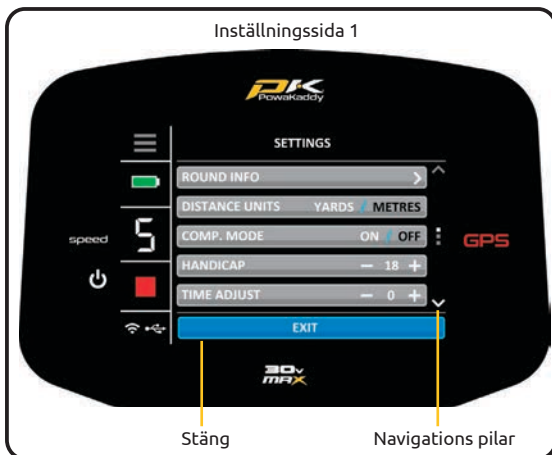 Inställningssida 1
PK
PowaKaddy
SETTINGS
ROUND INFO
DISTANCE UNITS YARDS / METRES
COMP. MODE ON / OFF
HANDICAP — 18 +
TIME ADJUST — 0 +
EXIT
speed
5
GPS
30v
MAX
Stäng
Navigations pilar